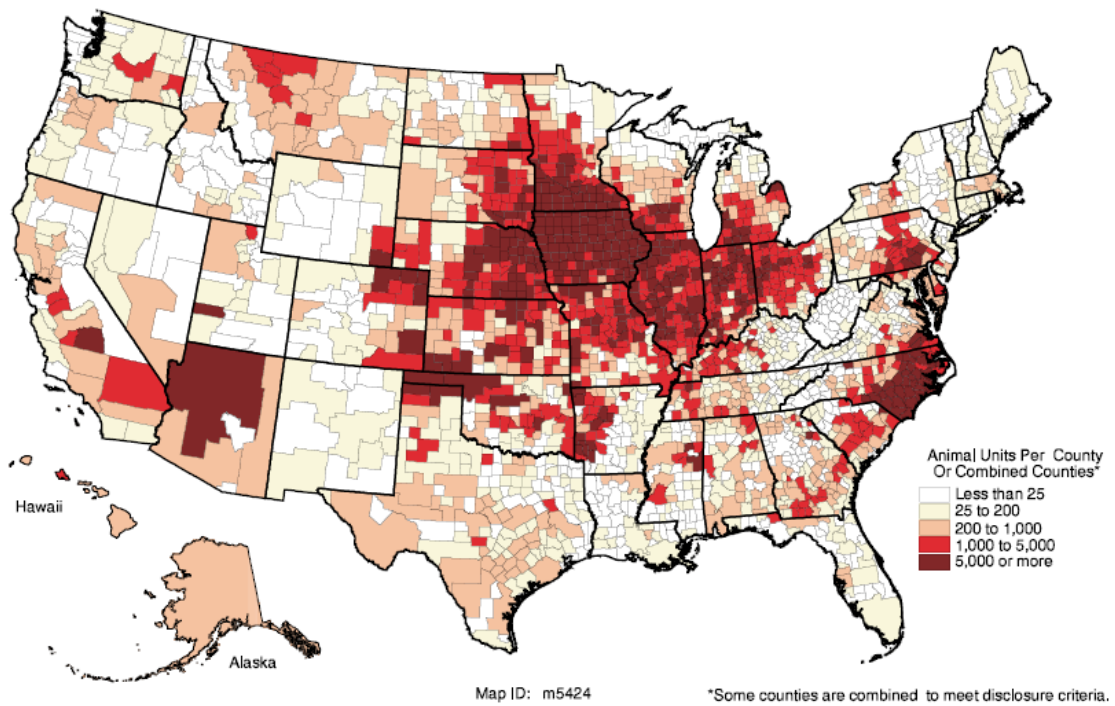 Animal Units Per County
Or Combined Counties*
Less than 25
25 to 200
200 to 1,000
1,000 to 5,000
5,000 or more
Hawaii
Alaska
Map ID: m5424
*Some counties are combined to meet disclosure criteria.